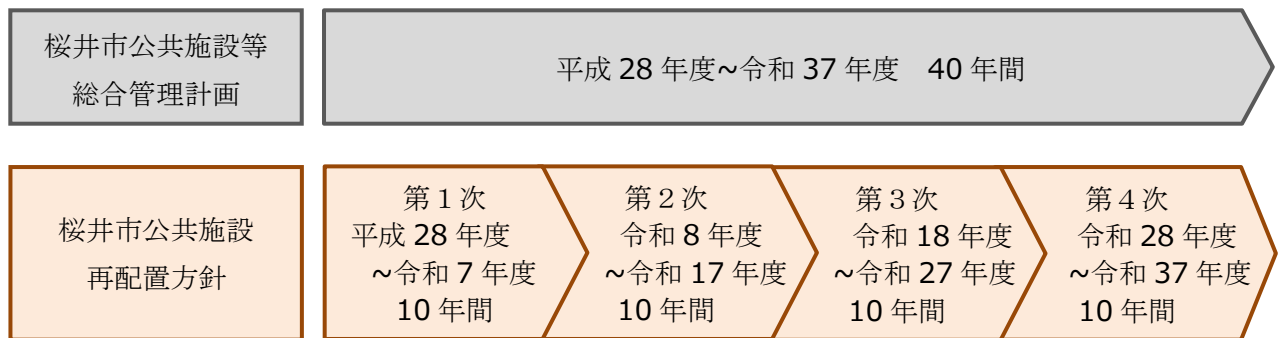 桜井市公共施設等
総合管理計画
平成 28 年度~令和 37 年度　40 年間
桜井市公共施設
再配置方針
第１次
平成 28 年度
~令和 7 年度
10 年間
第２次
令和 8 年度
~令和 17 年度
10 年間
第３次
令和 18 年度
~令和 27 年度
10 年間
第４次
令和 28 年度
~令和 37 年度
10 年間